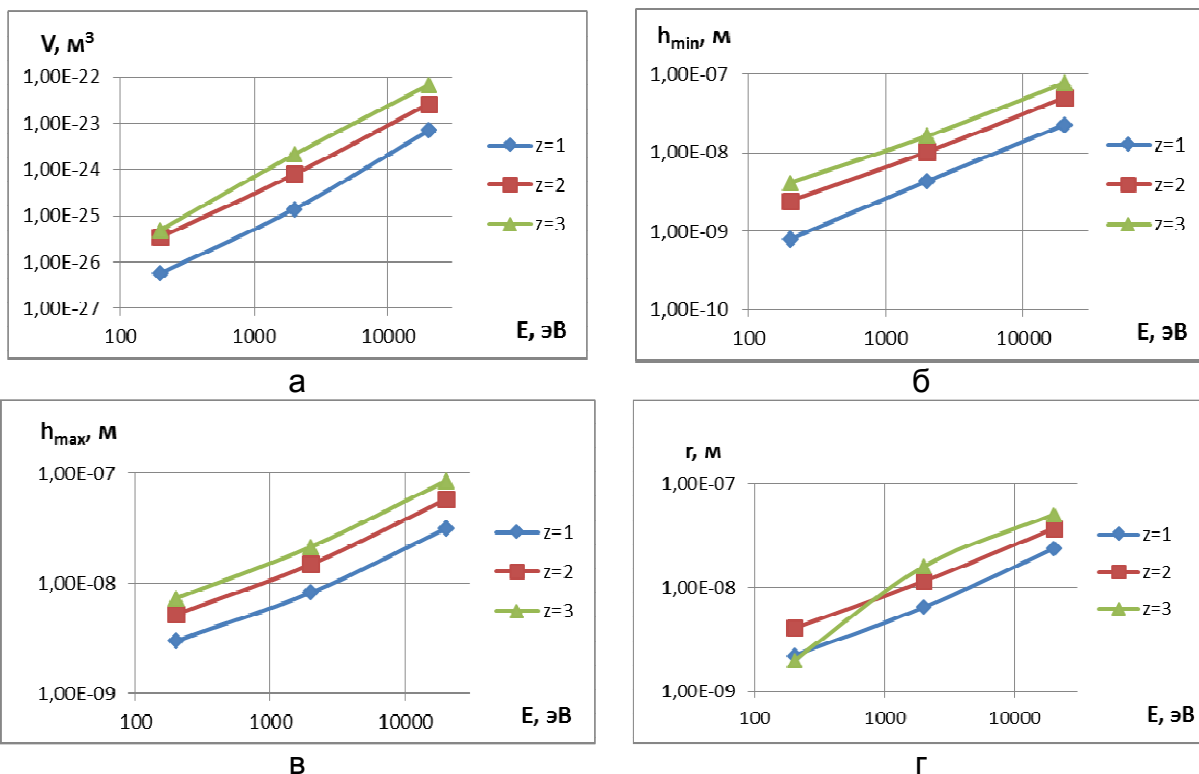 V, м³
1,00E-22
1,00E-23
1,00E-24
1,00E-25
1,00E-26
1,00E-27
100 1000 10000
E, эВ
z=1
z=2
z=3
а
hmin, м
1,00E-07
1,00E-08
1,00E-09
1,00E-10
100 1000 10000
E, эВ
z=1
z=2
z=3
б
hmax, м
1,00E-07
1,00E-08
1,00E-09
100 1000 10000
E, эВ
z=1
z=2
z=3
в
r, м
1,00E-07
1,00E-08
1,00E-09
100 1000 10000
E, эВ
z=1
z=2
z=3
г